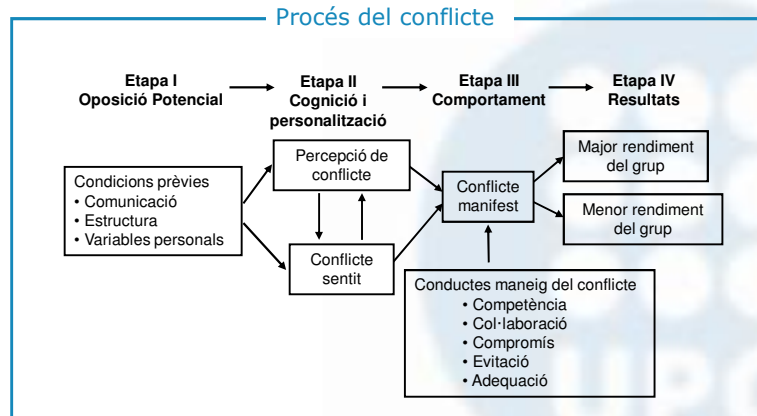 Procés del conflicte
Etapa I
Oposició Potencial
Etapa II
Cognició i
personalització
Etapa III
Comportament
Etapa IV
Resultats
Condicions prèvies
• Comunicació
• Estructura
• Variables personals
Percepció de
conflicte
Conflicte
sentit
Conflicte
manifest
Major rendiment
del grup
Menor rendiment
del grup
Conductes maneig del conflicte
• Competència
• Col·laboració
• Compromís
• Evitació
• Adequació
UPC